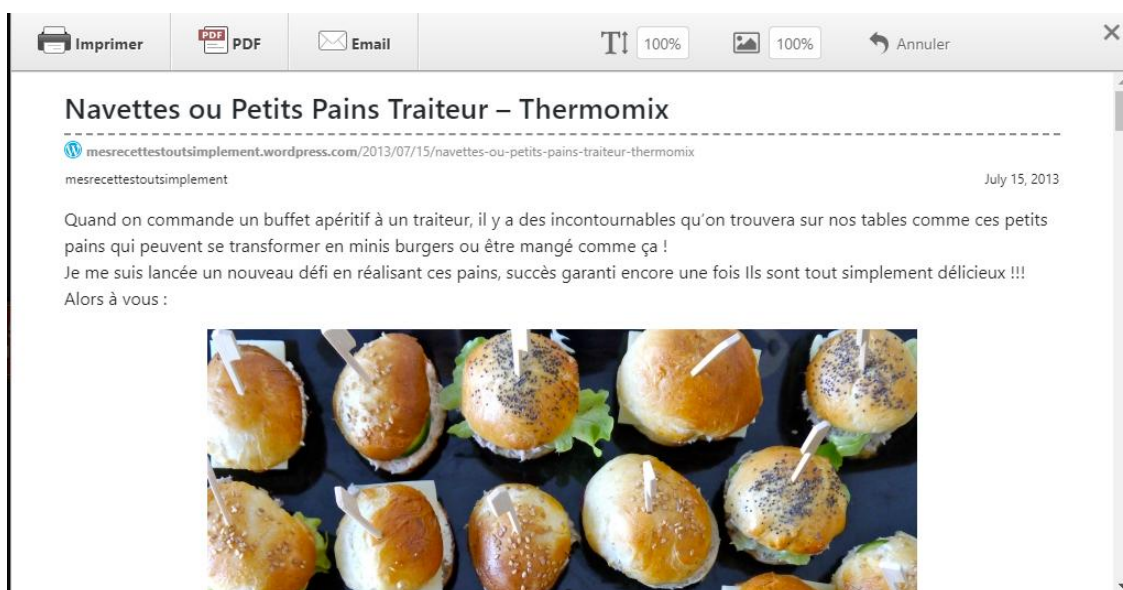 Imprimer PDF PDF Email 100% 100% Annuler
Navettes ou Petits Pains Traiteur – Thermomix
mesrecettestoutsimplement.wordpress.com/2013/07/15/navettes-ou-petits-pains-traiteur-thermomix
mesrecettestoutsimplement July 15, 2013
Quand on commande un buffet apéritif à un traiteur, il y a des incontournables qu'on trouvera sur nos tables comme ces petits
pains qui peuvent se transformer en minis burgers ou être mangé comme ça !
Je me suis lancée un nouveau défi en réalisant ces pains, succès garanti encore une fois Ils sont tout simplement délicieux !!!
Alors à vous :